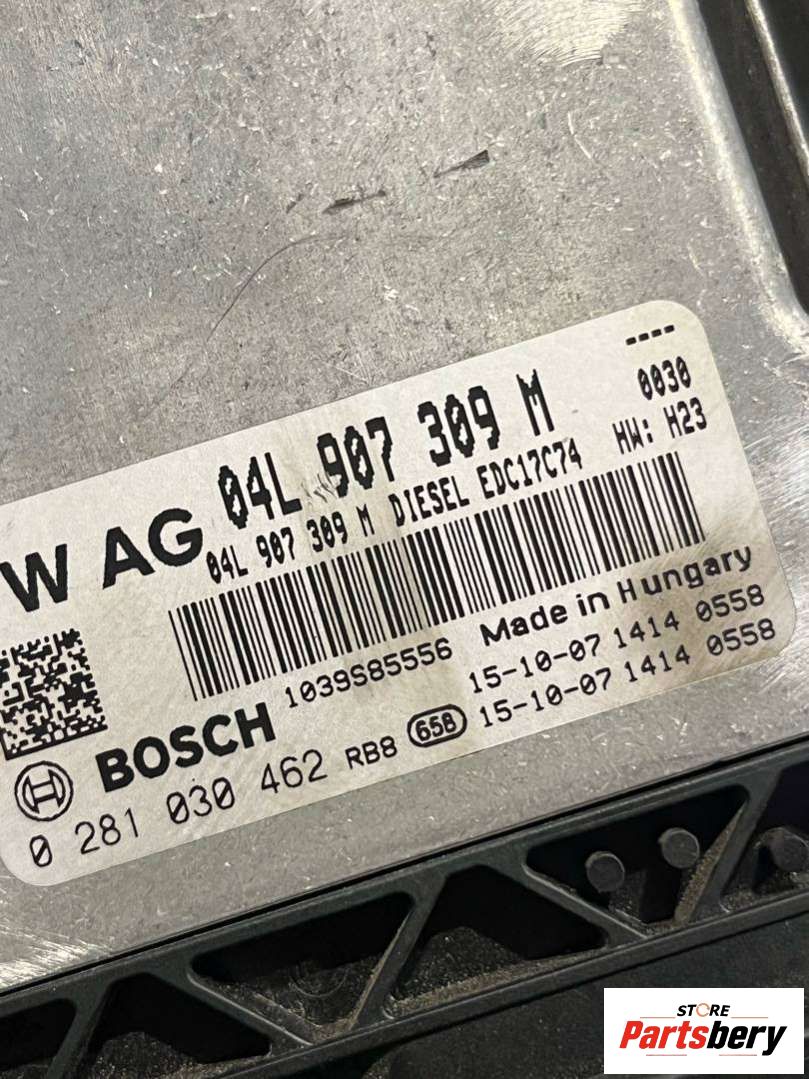 ----
0030
W AG 04L 907 309 M
04L 907 309 M DIESEL EDC17C74 HW: H23
1039S85556 Made in Hungary
BOSCH 15-10-07 1414 0558
0 281 030 462 RB8 658 15-10-07 1414 0558
STORE
Partsbery